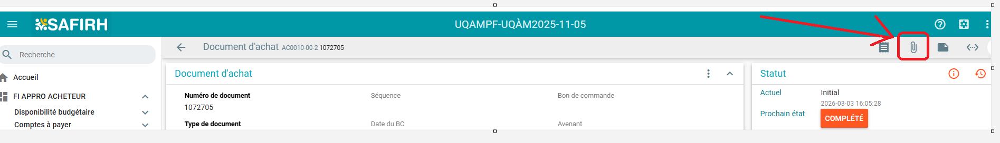 SAFIRH
UQAMPF-UQÀM2025-11-05
Recherche
Document d'achat AC0010-00-2 1072705
Accueil
FI APPRO ACHETEUR
Disponibilité budgétaire
Comptes à payer
Document d'achat
Numéro de document
Séquence
Bon de commande
1072705
Type de document
Date du BC
Avenant
Statut
Actuel
Initial
2026-03-03 16:05:28
Prochain état
COMPLÉTÉ